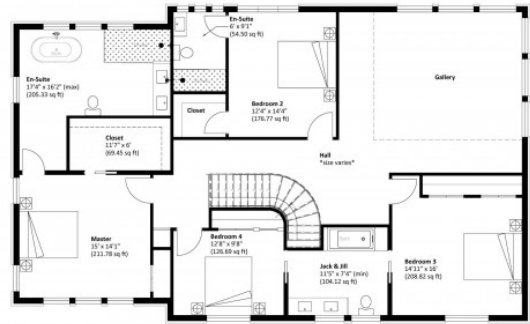 En-Suite
6' x 9'1"
(54.50 sq ft)
En-Suite
17'4" x 16'2" (max)
(205.33 sq ft)
Gallery
Closet
Bedroom 2
12'4" x 14'4"
(176.77 sq ft)
Closet
11'7" x 6'
(69.45 sq ft)
Hall
*size varies*
Master
15' x 14'1"
(211.78 sq ft)
Bedroom 4
12'8" x 9'8"
(126.69 sq ft)
Jack & Jill
11'5" x 7'4" (min)
(104.12 sq ft)
Bedroom 3
14'11" x 16'
(208.82 sq ft)